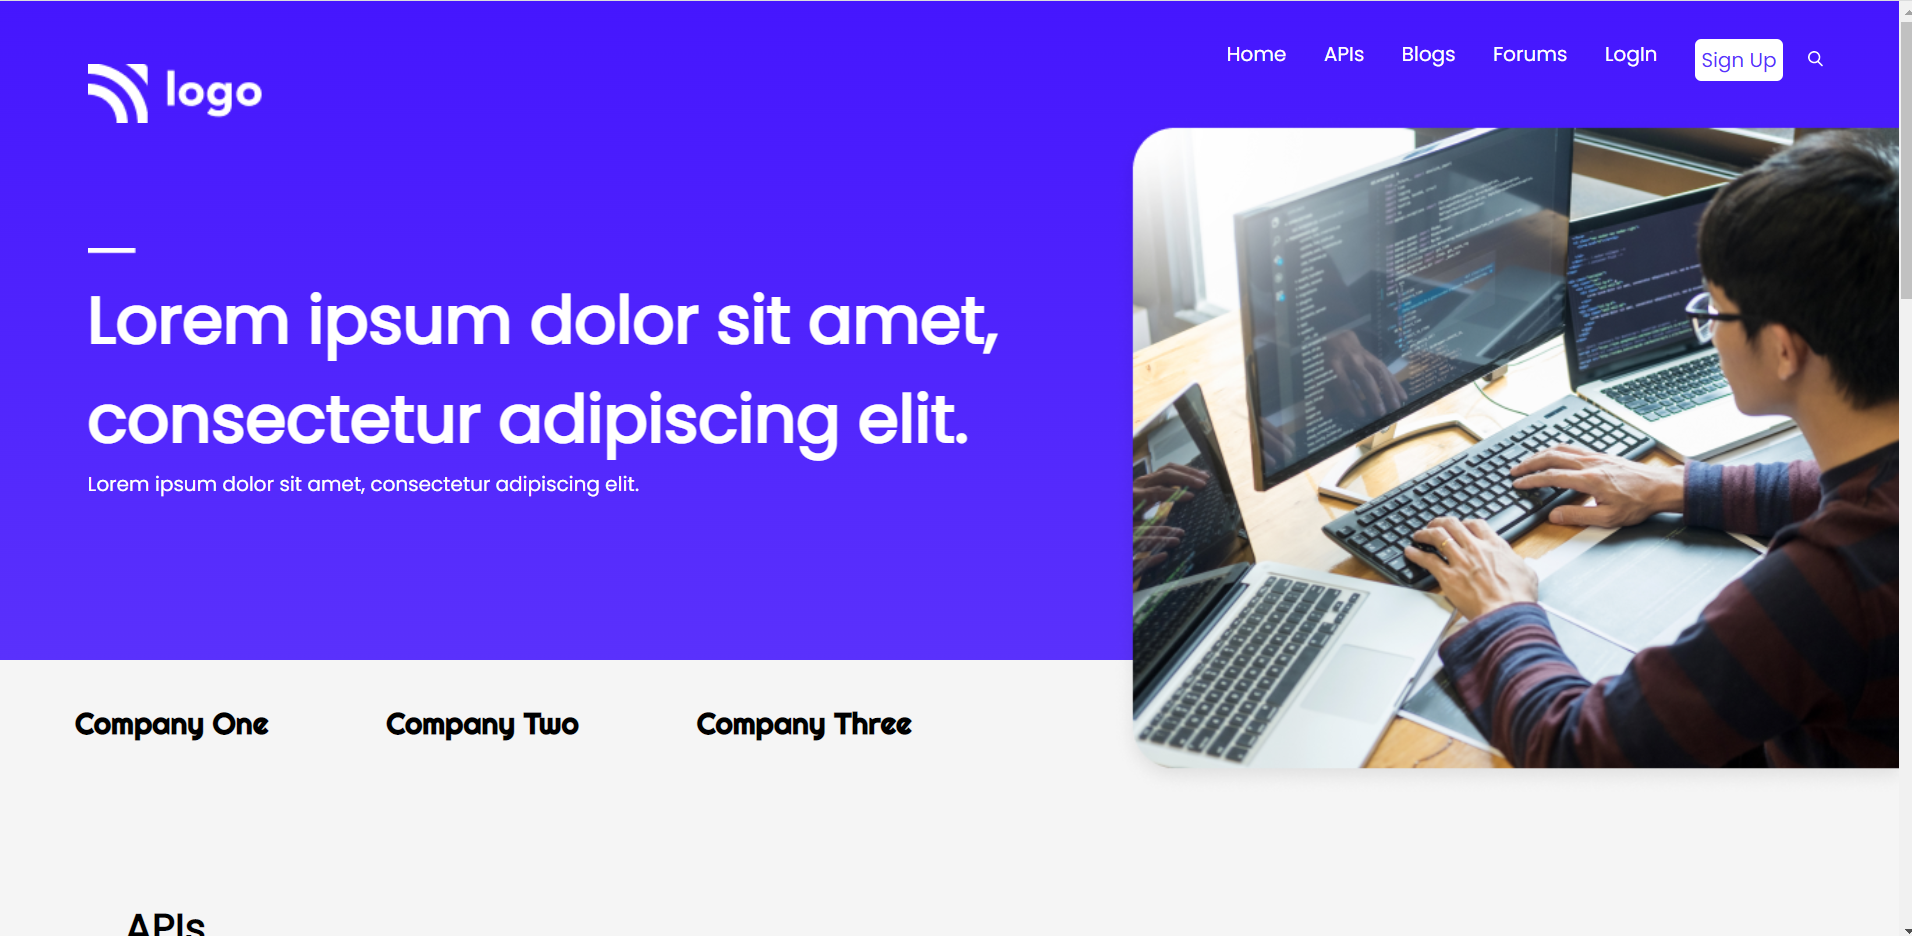 logo
Home APIs Blogs Forums LogIn Sign Up
Lorem ipsum dolor sit amet,
consectetur adipiscing elit.
Lorem ipsum dolor sit amet, consectetur adipiscing elit.
Company One Company Two Company Three
APIs